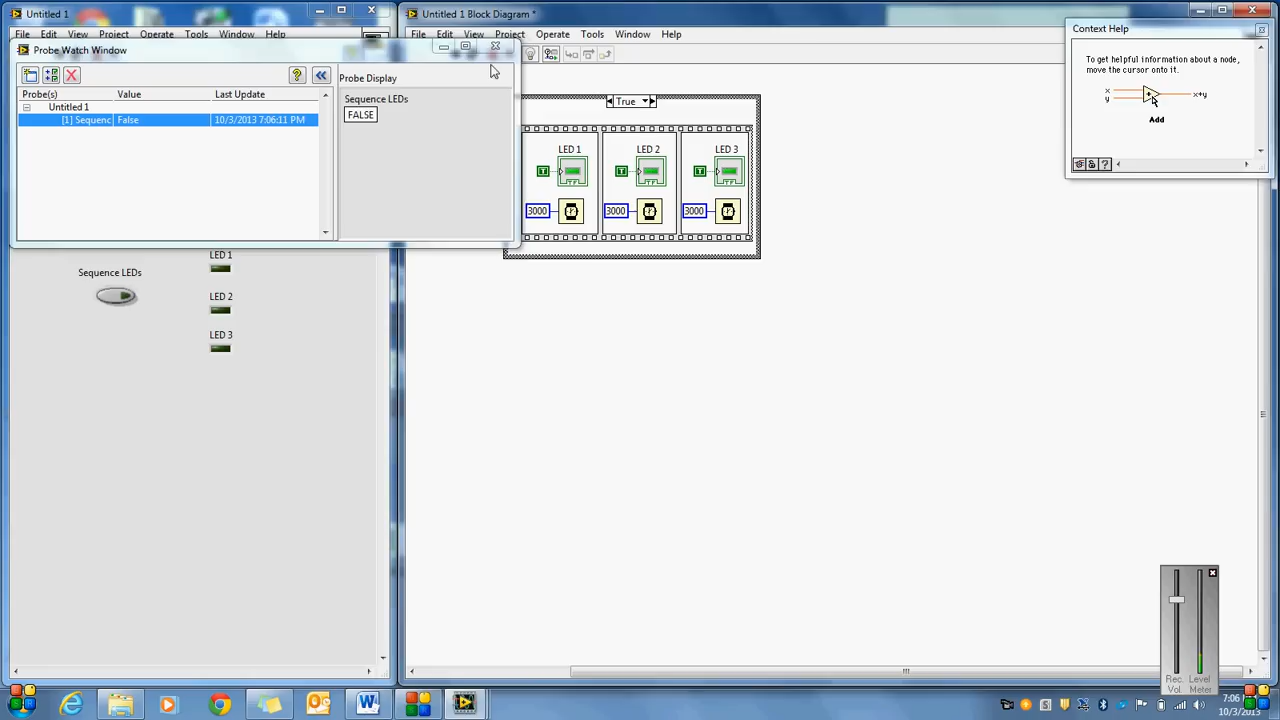 Untitled 1
Untitled 1 Block Diagram *
File Edit View Project Operate Tools Window Help
File Edit View Project Operate Tools Window Help
Probe Watch Window
Probe(s) Value Last Update
Untitled 1
[1] Sequenc False 10/3/2013 7:06:11 PM
Probe Display
Sequence LEDs
FALSE
True
LED 1 LED 2 LED 3
T T T
TF TF TF
3000 3000 3000
Context Help
To get helpful information about a node,
move the cursor onto it.
x
y
x+y
Add
LED 1
Sequence LEDs
LED 2
LED 3
Rec. Level
Vol Meter
7:06 PM
10/3/2013